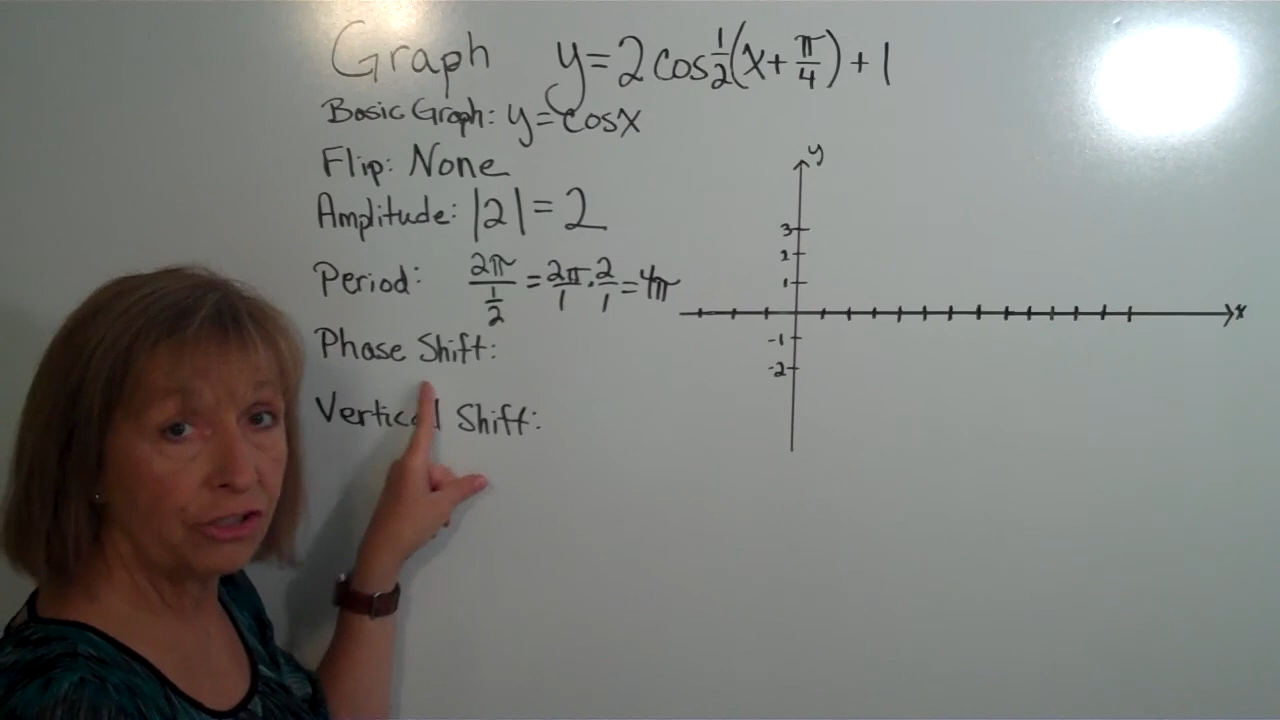 Graph y=2cos½(x+π/4)+1
Basic Graph: y=cosx
Flip: None
Amplitude: |2|=2
Period: 2π/(1/2)=2π/1·2/1=4π
Phase Shift:
Vertical Shift:
y
3
2
1
x
-1
-2